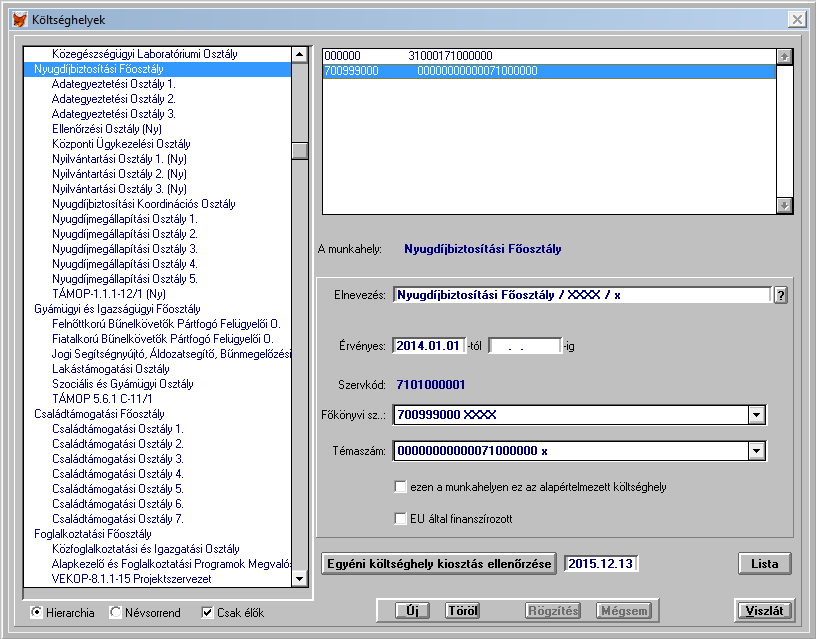 Költséghelyek
Közegészségügyi Laboratóriumi Osztály
Nyugdíjbiztosítási Főosztály
Adategyeztetési Osztály 1.
Adategyeztetési Osztály 2.
Adategyeztetési Osztály 3.
Ellenőrzési Osztály (Ny)
Központi Ügykezelési Osztály
Nyilvántartási Osztály 1. (Ny)
Nyilvántartási Osztály 2. (Ny)
Nyilvántartási Osztály 3. (Ny)
Nyugdíjbiztosítási Koordinációs Osztály
Nyugdíjmegállapítási Osztály 1.
Nyugdíjmegállapítási Osztály 2.
Nyugdíjmegállapítási Osztály 3.
Nyugdíjmegállapítási Osztály 4.
Nyugdíjmegállapítási Osztály 5.
TÁMOP-1.1.1-12/1 (Ny)
Gyámügyi és Igazságügyi Főosztály
Felnőttkorú Bűnelkövetők Pártfogó Felügyelői O.
Fiatalkorú Bűnelkövetők Pártfogó Felügyelői O.
Jogi Segítségnyújtó, Áldozatsegítő, Bűnmegelőzési
Lakástámogatási Osztály
Szociális és Gyámügyi Osztály
TÁMOP 5.6.1 C-11/1
Családtámogatási Főosztály
Családtámogatási Osztály 1.
Családtámogatási Osztály 2.
Családtámogatási Osztály 3.
Családtámogatási Osztály 4.
Családtámogatási Osztály 5.
Családtámogatási Osztály 6.
Családtámogatási Osztály 7.
Foglalkoztatási Főosztály
Közfoglalkoztatási és Igazgatási Osztály
Alapkezelő és Foglalkoztatási Programok Megvalós
VEKOP-8.1.1-15 Projektszervezet
Hierarchia Névsorrend Csak élők
000000 31000171000000
700999000 00000000000071000000
A munkahely: Nyugdíjbiztosítási Főosztály
Elnevezés: Nyugdíjbiztosítási Főosztály / XXXX / x ?
Érvényes: 2014.01.01 -tól . . -ig
Szervkód: 7101000001
Főkönyvi sz..: 700999000 XXXX
Témaszám: 00000000000071000000 x
ezen a munkahelyen ez az alapértelmezett költséghely
EU által finanszírozott
Egyéni költséghely kiosztás ellenőrzése 2015.12.13 Lista
Új Töröl Rögzítés Mégsem Viszlát